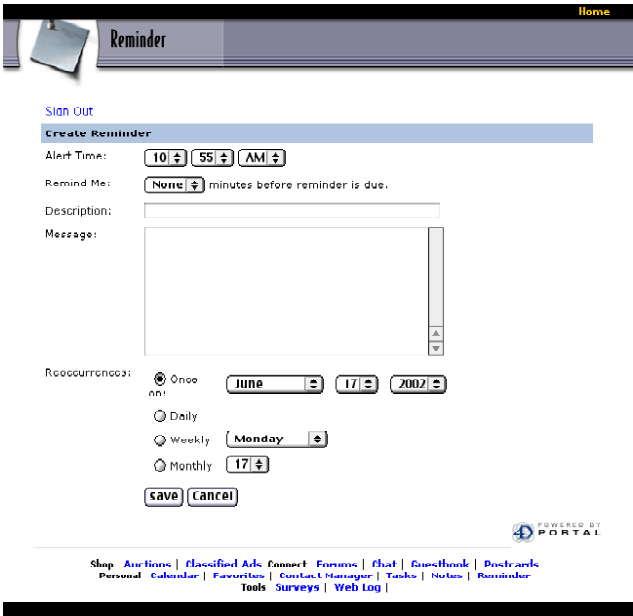 Home
Reminder
Sign Out
Create Reminder
Alert Time: 10 55 AM
Remind Me: None minutes before reminder is due.
Description:
Message:
Reoccurrences: Once on: June 17 2002
Daily
Weekly Monday
Monthly 17
save Cancel
4D POWERED BY PORTAL
Shop Auctions | Classified Ads Connect Forums | Chat | Guestbook | Postcards
Personal Calendar | Favorites | Contact Manager | Tasks | Notes | Reminder
Tools Surveys | Web Log |